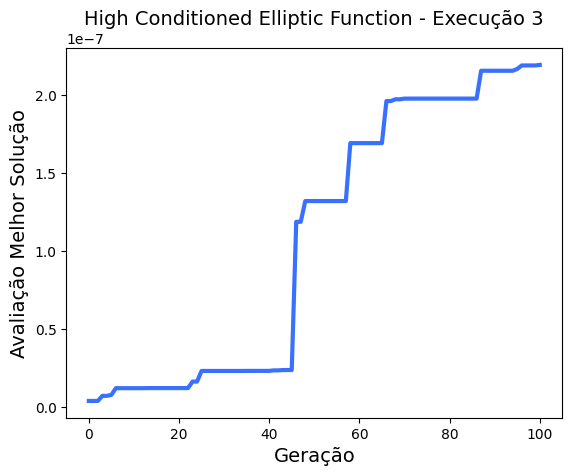 High Conditioned Elliptic Function - Execução 3
1e−7
Avaliação Melhor Solução
2.0
1.5
1.0
0.5
0.0
0 20 40 60 80 100
Geração